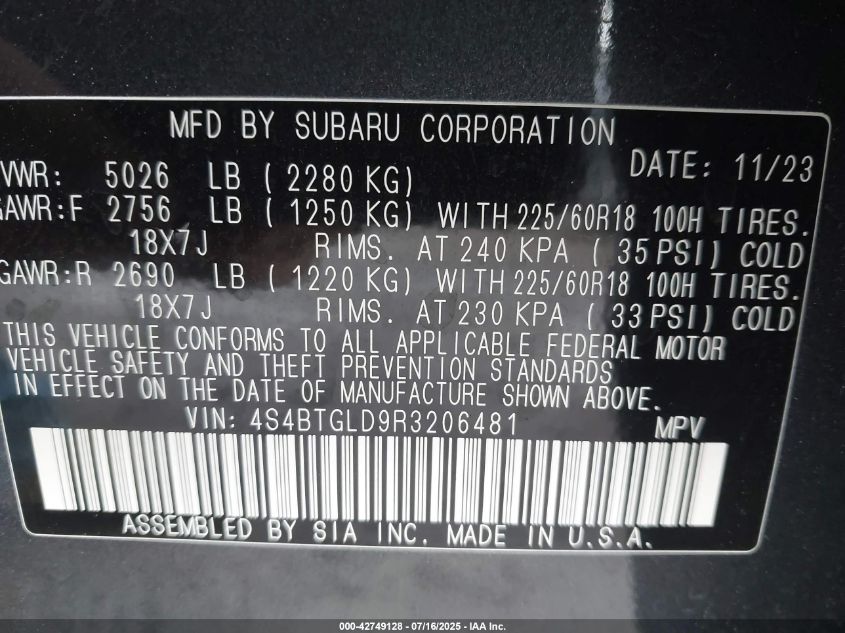 MFD BY SUBARU CORPORATION
DATE: 11/23
VWR: 5026 LB ( 2280 KG)
GAWR:F 2756 LB ( 1250 KG) WITH 225/60R18 100H TIRES.
18X7J RIMS. AT 240 KPA ( 35 PSI) COLD
GAWR:R 2690 LB ( 1220 KG) WITH 225/60R18 100H TIRES.
18X7J RIMS. AT 230 KPA ( 33 PSI) COLD
THIS VEHICLE CONFORMS TO ALL APPLICABLE FEDERAL MOTOR
VEHICLE SAFETY AND THEFT PREVENTION STANDARDS
IN EFFECT ON THE DATE OF MANUFACTURE SHOWN ABOVE.
VIN: 4S4BTGLD9R3206481 MPV
ASSEMBLED BY SIA INC. MADE IN U.S.A.
000-42749128 - 07/16/2025 - IAA Inc.